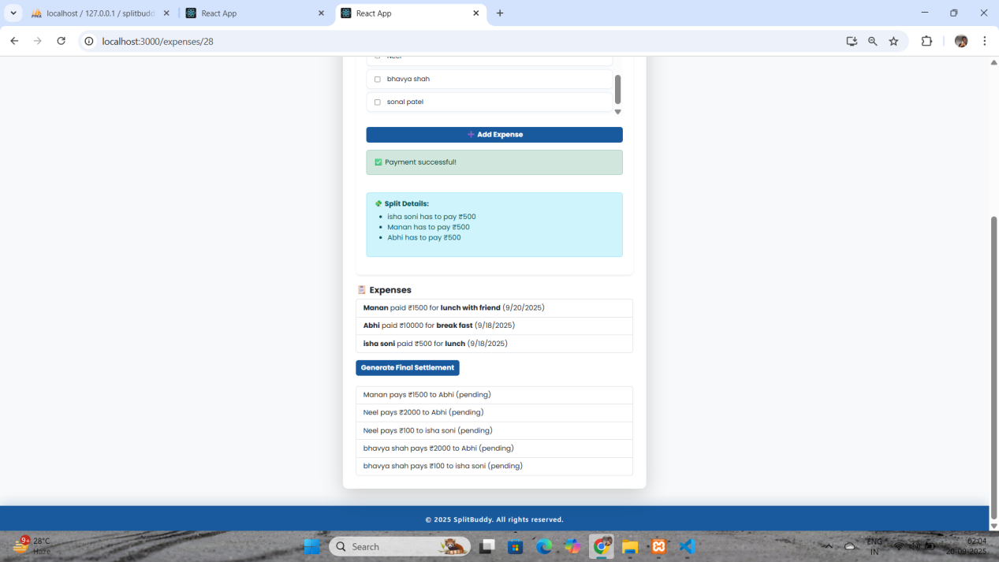 localhost / 127.0.0.1 / splitbudd
React App
React App
localhost:3000/expenses/28
Neel
bhavya shah
sonal patel
➕ Add Expense
✅ Payment successful!
Split Details:
• isha soni has to pay ₹500
• Manan has to pay ₹500
• Abhi has to pay ₹500
Expenses
Manan paid ₹1500 for lunch with friend (9/20/2025)
Abhi paid ₹10000 for break fast (9/18/2025)
isha soni paid ₹500 for lunch (9/18/2025)
Generate Final Settlement
Manan pays ₹1500 to Abhi (pending)
Neel pays ₹2000 to Abhi (pending)
Neel pays ₹100 to isha soni (pending)
bhavya shah pays ₹2000 to Abhi (pending)
bhavya shah pays ₹100 to isha soni (pending)
© 2025 SplitBuddy. All rights reserved.
9+
28°C
Haze
Search
ENG
IN
02:04
20-09-2025